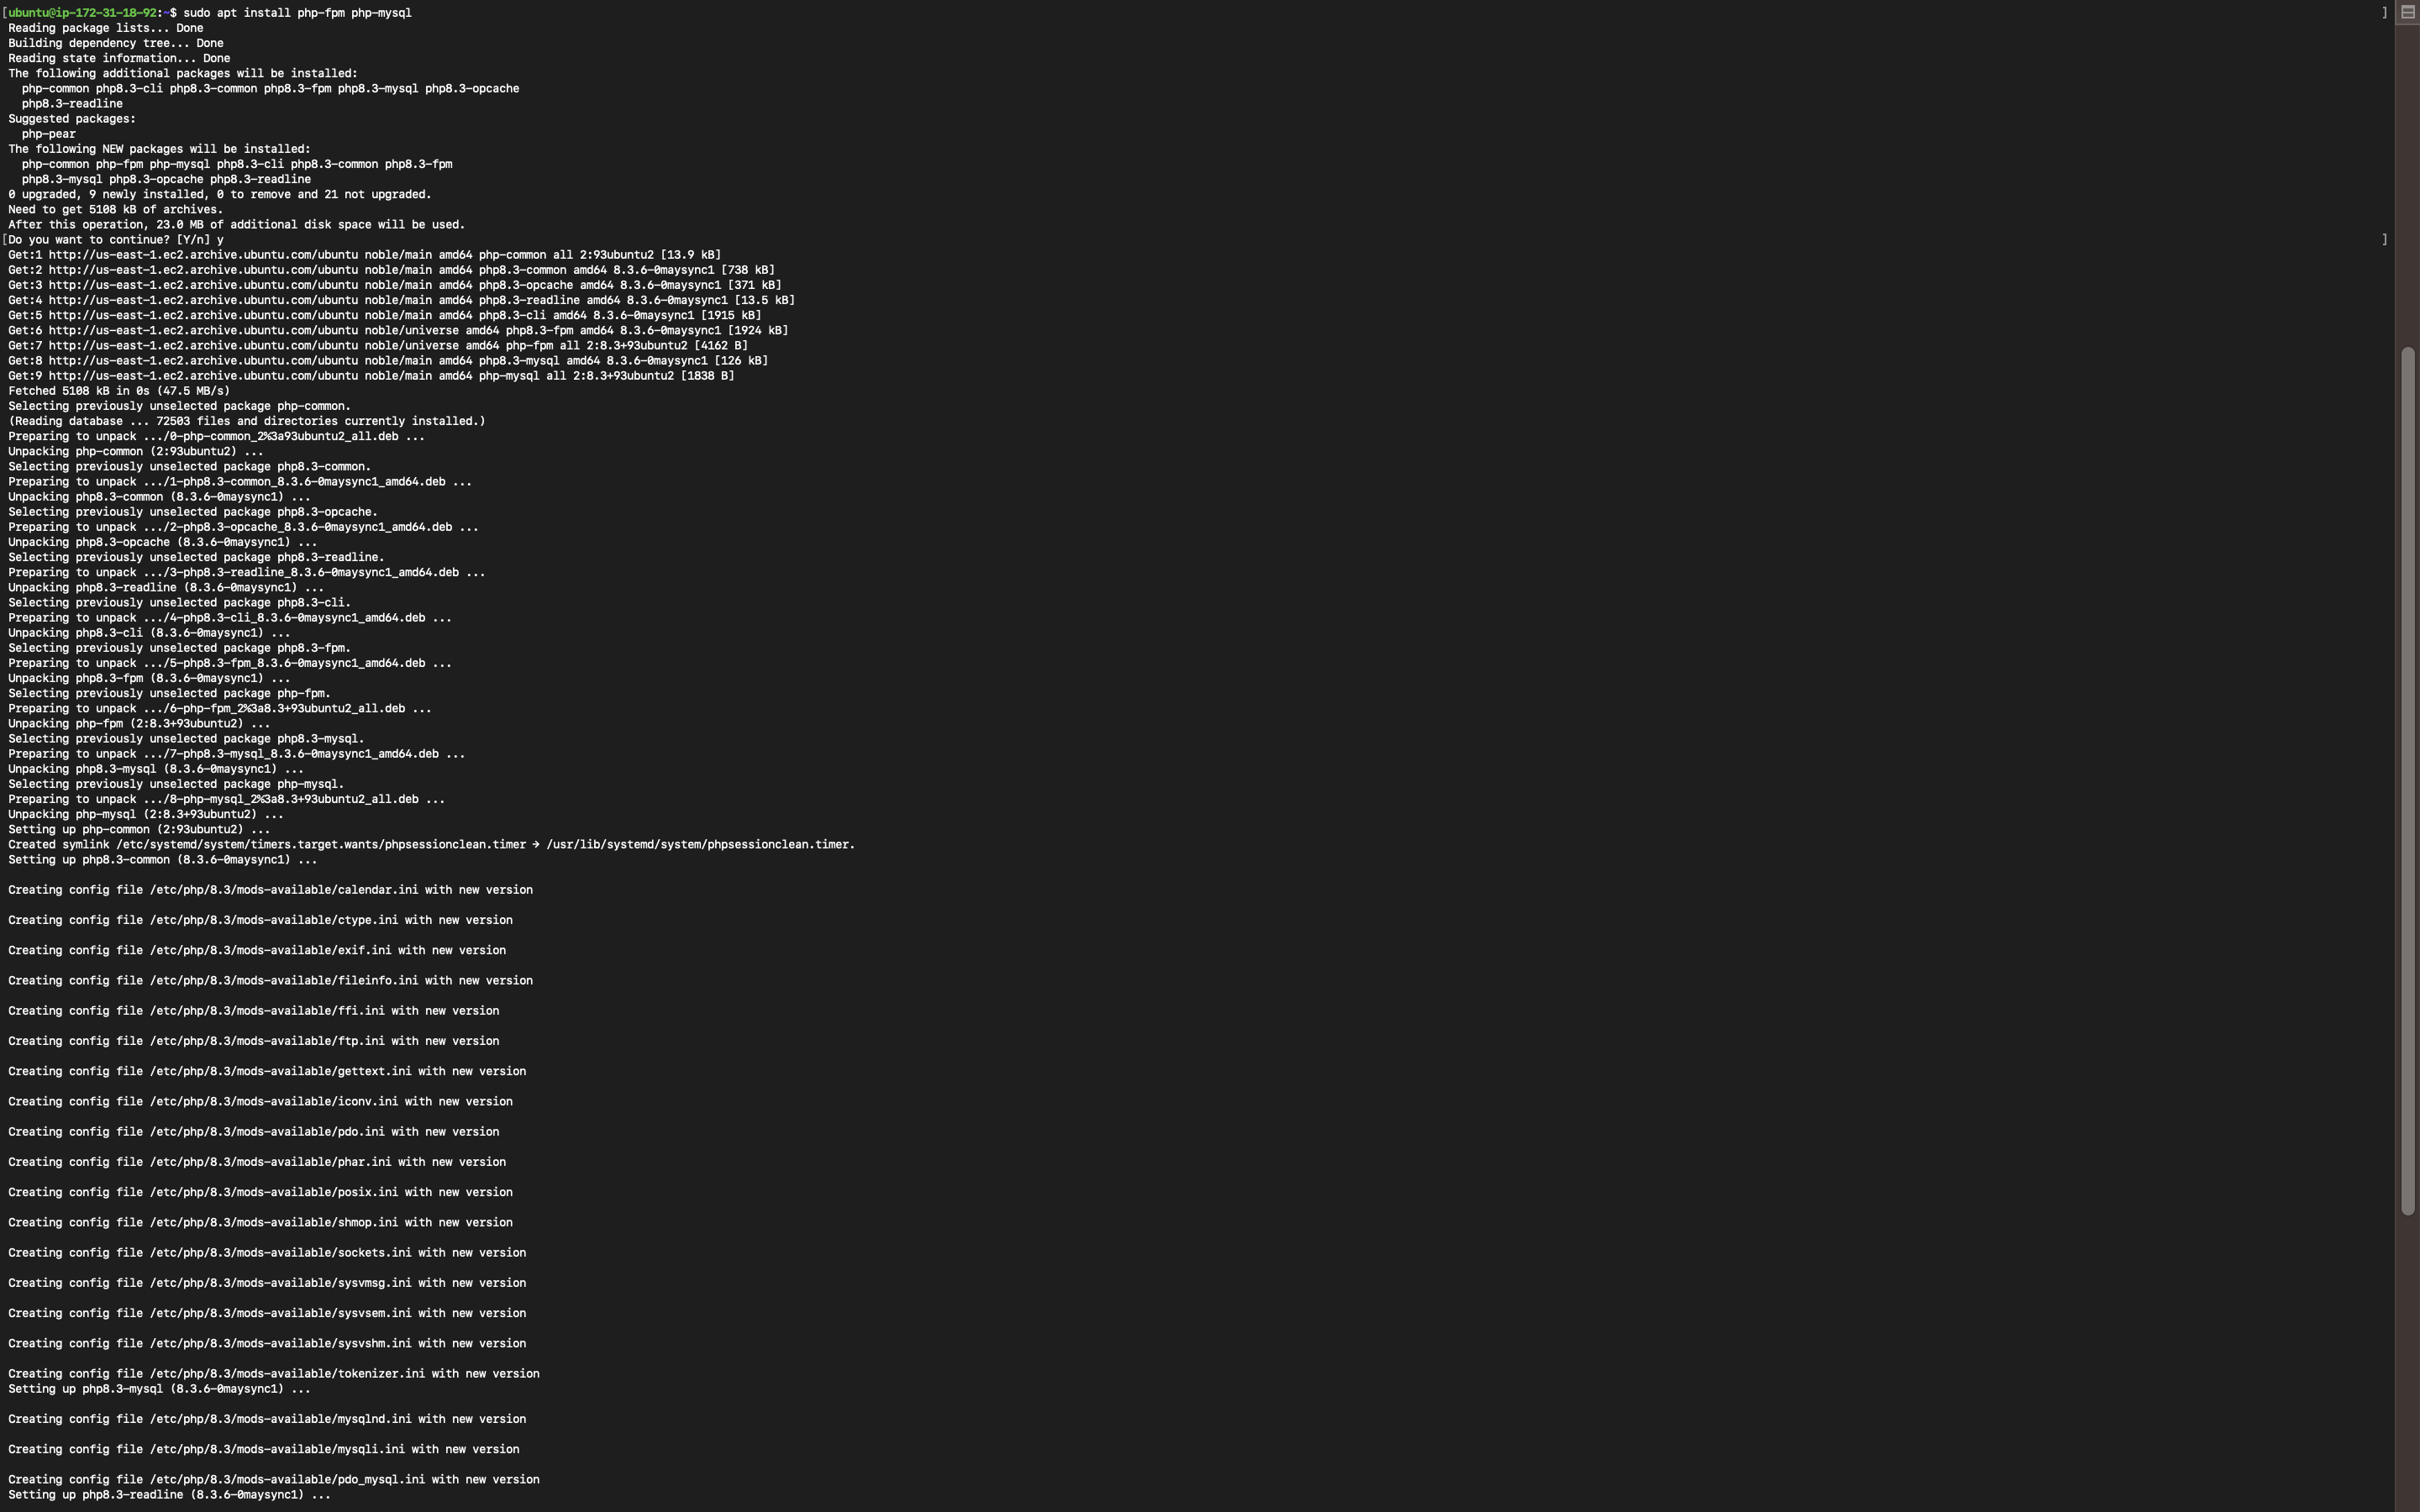 [ubuntu@ip-172-31-18-92:~$ sudo apt install php-fpm php-mysql ]
Reading package lists... Done
Building dependency tree... Done
Reading state information... Done
The following additional packages will be installed:
  php-common php8.3-cli php8.3-common php8.3-fpm php8.3-mysql php8.3-opcache
  php8.3-readline
Suggested packages:
  php-pear
The following NEW packages will be installed:
  php-common php-fpm php-mysql php8.3-cli php8.3-common php8.3-fpm
  php8.3-mysql php8.3-opcache php8.3-readline
0 upgraded, 9 newly installed, 0 to remove and 21 not upgraded.
Need to get 5108 kB of archives.
After this operation, 23.0 MB of additional disk space will be used.
[Do you want to continue? [Y/n] y ]
Get:1 http://us-east-1.ec2.archive.ubuntu.com/ubuntu noble/main amd64 php-common all 2:93ubuntu2 [13.9 kB]
Get:2 http://us-east-1.ec2.archive.ubuntu.com/ubuntu noble/main amd64 php8.3-common amd64 8.3.6-0maysync1 [738 kB]
Get:3 http://us-east-1.ec2.archive.ubuntu.com/ubuntu noble/main amd64 php8.3-opcache amd64 8.3.6-0maysync1 [371 kB]
Get:4 http://us-east-1.ec2.archive.ubuntu.com/ubuntu noble/main amd64 php8.3-readline amd64 8.3.6-0maysync1 [13.5 kB]
Get:5 http://us-east-1.ec2.archive.ubuntu.com/ubuntu noble/main amd64 php8.3-cli amd64 8.3.6-0maysync1 [1915 kB]
Get:6 http://us-east-1.ec2.archive.ubuntu.com/ubuntu noble/universe amd64 php8.3-fpm amd64 8.3.6-0maysync1 [1924 kB]
Get:7 http://us-east-1.ec2.archive.ubuntu.com/ubuntu noble/universe amd64 php-fpm all 2:8.3+93ubuntu2 [4162 B]
Get:8 http://us-east-1.ec2.archive.ubuntu.com/ubuntu noble/main amd64 php8.3-mysql amd64 8.3.6-0maysync1 [126 kB]
Get:9 http://us-east-1.ec2.archive.ubuntu.com/ubuntu noble/main amd64 php-mysql all 2:8.3+93ubuntu2 [1838 B]
Fetched 5108 kB in 0s (47.5 MB/s)
Selecting previously unselected package php-common.
(Reading database ... 72503 files and directories currently installed.)
Preparing to unpack .../0-php-common_2%3a93ubuntu2_all.deb ...
Unpacking php-common (2:93ubuntu2) ...
Selecting previously unselected package php8.3-common.
Preparing to unpack .../1-php8.3-common_8.3.6-0maysync1_amd64.deb ...
Unpacking php8.3-common (8.3.6-0maysync1) ...
Selecting previously unselected package php8.3-opcache.
Preparing to unpack .../2-php8.3-opcache_8.3.6-0maysync1_amd64.deb ...
Unpacking php8.3-opcache (8.3.6-0maysync1) ...
Selecting previously unselected package php8.3-readline.
Preparing to unpack .../3-php8.3-readline_8.3.6-0maysync1_amd64.deb ...
Unpacking php8.3-readline (8.3.6-0maysync1) ...
Selecting previously unselected package php8.3-cli.
Preparing to unpack .../4-php8.3-cli_8.3.6-0maysync1_amd64.deb ...
Unpacking php8.3-cli (8.3.6-0maysync1) ...
Selecting previously unselected package php8.3-fpm.
Preparing to unpack .../5-php8.3-fpm_8.3.6-0maysync1_amd64.deb ...
Unpacking php8.3-fpm (8.3.6-0maysync1) ...
Selecting previously unselected package php-fpm.
Preparing to unpack .../6-php-fpm_2%3a8.3+93ubuntu2_all.deb ...
Unpacking php-fpm (2:8.3+93ubuntu2) ...
Selecting previously unselected package php8.3-mysql.
Preparing to unpack .../7-php8.3-mysql_8.3.6-0maysync1_amd64.deb ...
Unpacking php8.3-mysql (8.3.6-0maysync1) ...
Selecting previously unselected package php-mysql.
Preparing to unpack .../8-php-mysql_2%3a8.3+93ubuntu2_all.deb ...
Unpacking php-mysql (2:8.3+93ubuntu2) ...
Setting up php-common (2:93ubuntu2) ...
Created symlink /etc/systemd/system/timers.target.wants/phpsessionclean.timer → /usr/lib/systemd/system/phpsessionclean.timer.
Setting up php8.3-common (8.3.6-0maysync1) ...
Creating config file /etc/php/8.3/mods-available/calendar.ini with new version
Creating config file /etc/php/8.3/mods-available/ctype.ini with new version
Creating config file /etc/php/8.3/mods-available/exif.ini with new version
Creating config file /etc/php/8.3/mods-available/fileinfo.ini with new version
Creating config file /etc/php/8.3/mods-available/ffi.ini with new version
Creating config file /etc/php/8.3/mods-available/ftp.ini with new version
Creating config file /etc/php/8.3/mods-available/gettext.ini with new version
Creating config file /etc/php/8.3/mods-available/iconv.ini with new version
Creating config file /etc/php/8.3/mods-available/pdo.ini with new version
Creating config file /etc/php/8.3/mods-available/phar.ini with new version
Creating config file /etc/php/8.3/mods-available/posix.ini with new version
Creating config file /etc/php/8.3/mods-available/shmop.ini with new version
Creating config file /etc/php/8.3/mods-available/sockets.ini with new version
Creating config file /etc/php/8.3/mods-available/sysvmsg.ini with new version
Creating config file /etc/php/8.3/mods-available/sysvsem.ini with new version
Creating config file /etc/php/8.3/mods-available/sysvshm.ini with new version
Creating config file /etc/php/8.3/mods-available/tokenizer.ini with new version
Setting up php8.3-mysql (8.3.6-0maysync1) ...
Creating config file /etc/php/8.3/mods-available/mysqlnd.ini with new version
Creating config file /etc/php/8.3/mods-available/mysqli.ini with new version
Creating config file /etc/php/8.3/mods-available/pdo_mysql.ini with new version
Setting up php8.3-readline (8.3.6-0maysync1) ...